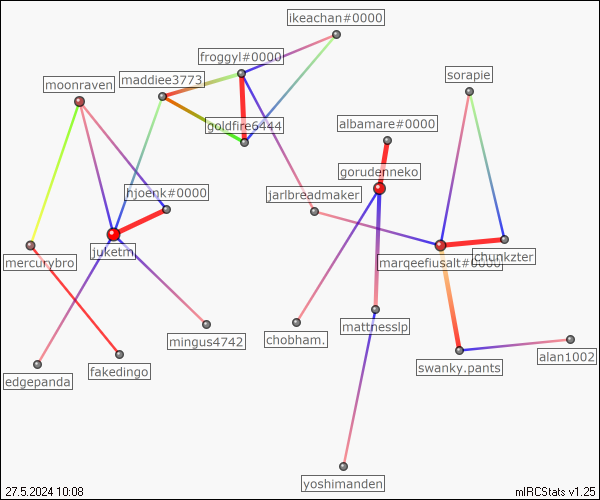 ikeachan#0000
froggyl#0000
sorapie
maddiee3773
moonraven
goldfire6444
albamare#0000
gorudenneko
hjoenk#0000
jarlbreadmaker
juketm
chunkzter
mercurybro
marqeefiusalt#0000
mattnesslp
chobham.
mingus4742
alan1002
swanky.pants
fakedingo
edgepanda
yoshimanden
27.5.2024 10:08
mIRCStats v1.25